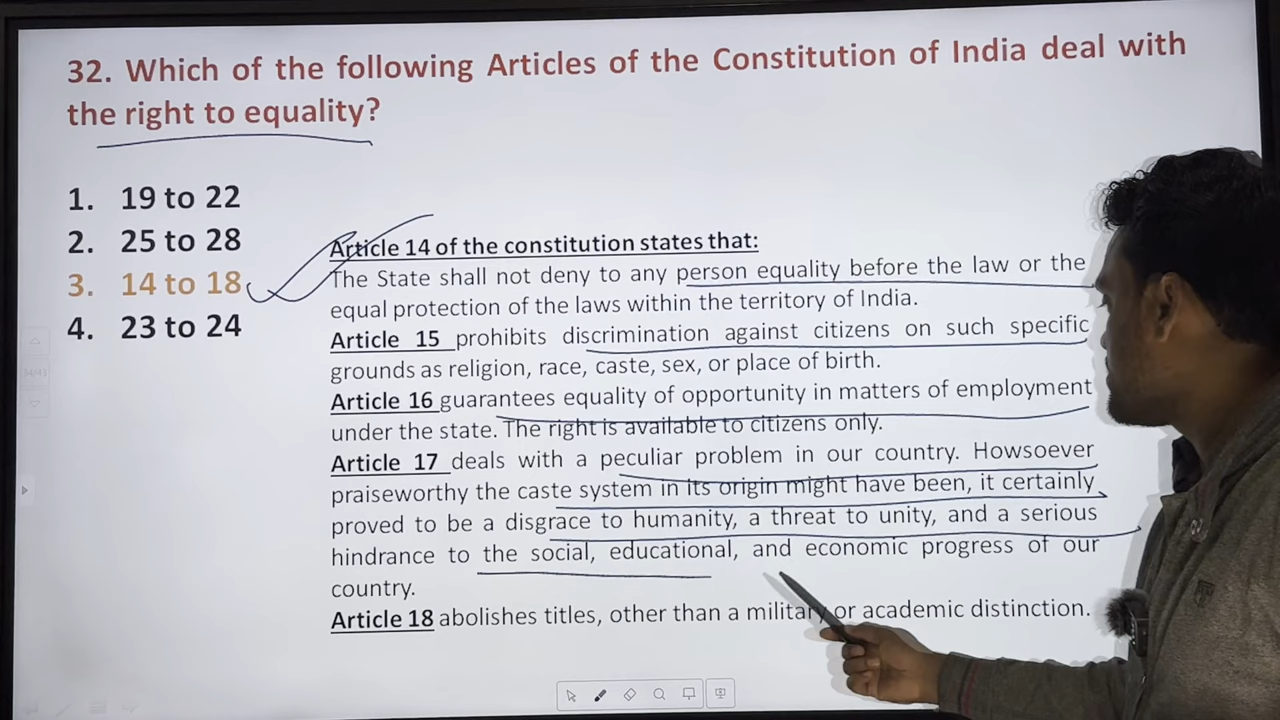 32. Which of the following Articles of the Constitution of India deal with
the right to equality?
1. 19 to 22
2. 25 to 28
3. 14 to 18
4. 23 to 24
Article 14 of the constitution states that:
The State shall not deny to any person equality before the law or the
equal protection of the laws within the territory of India.
Article 15 prohibits discrimination against citizens on such specific
grounds as religion, race, caste, sex, or place of birth.
Article 16 guarantees equality of opportunity in matters of employment
under the state. The right is available to citizens only.
Article 17 deals with a peculiar problem in our country. Howsoever
praiseworthy the caste system in its origin might have been, it certainly
proved to be a disgrace to humanity, a threat to unity, and a serious
hindrance to the social, educational, and economic progress of our
country.
Article 18 abolishes titles, other than a military or academic distinction.